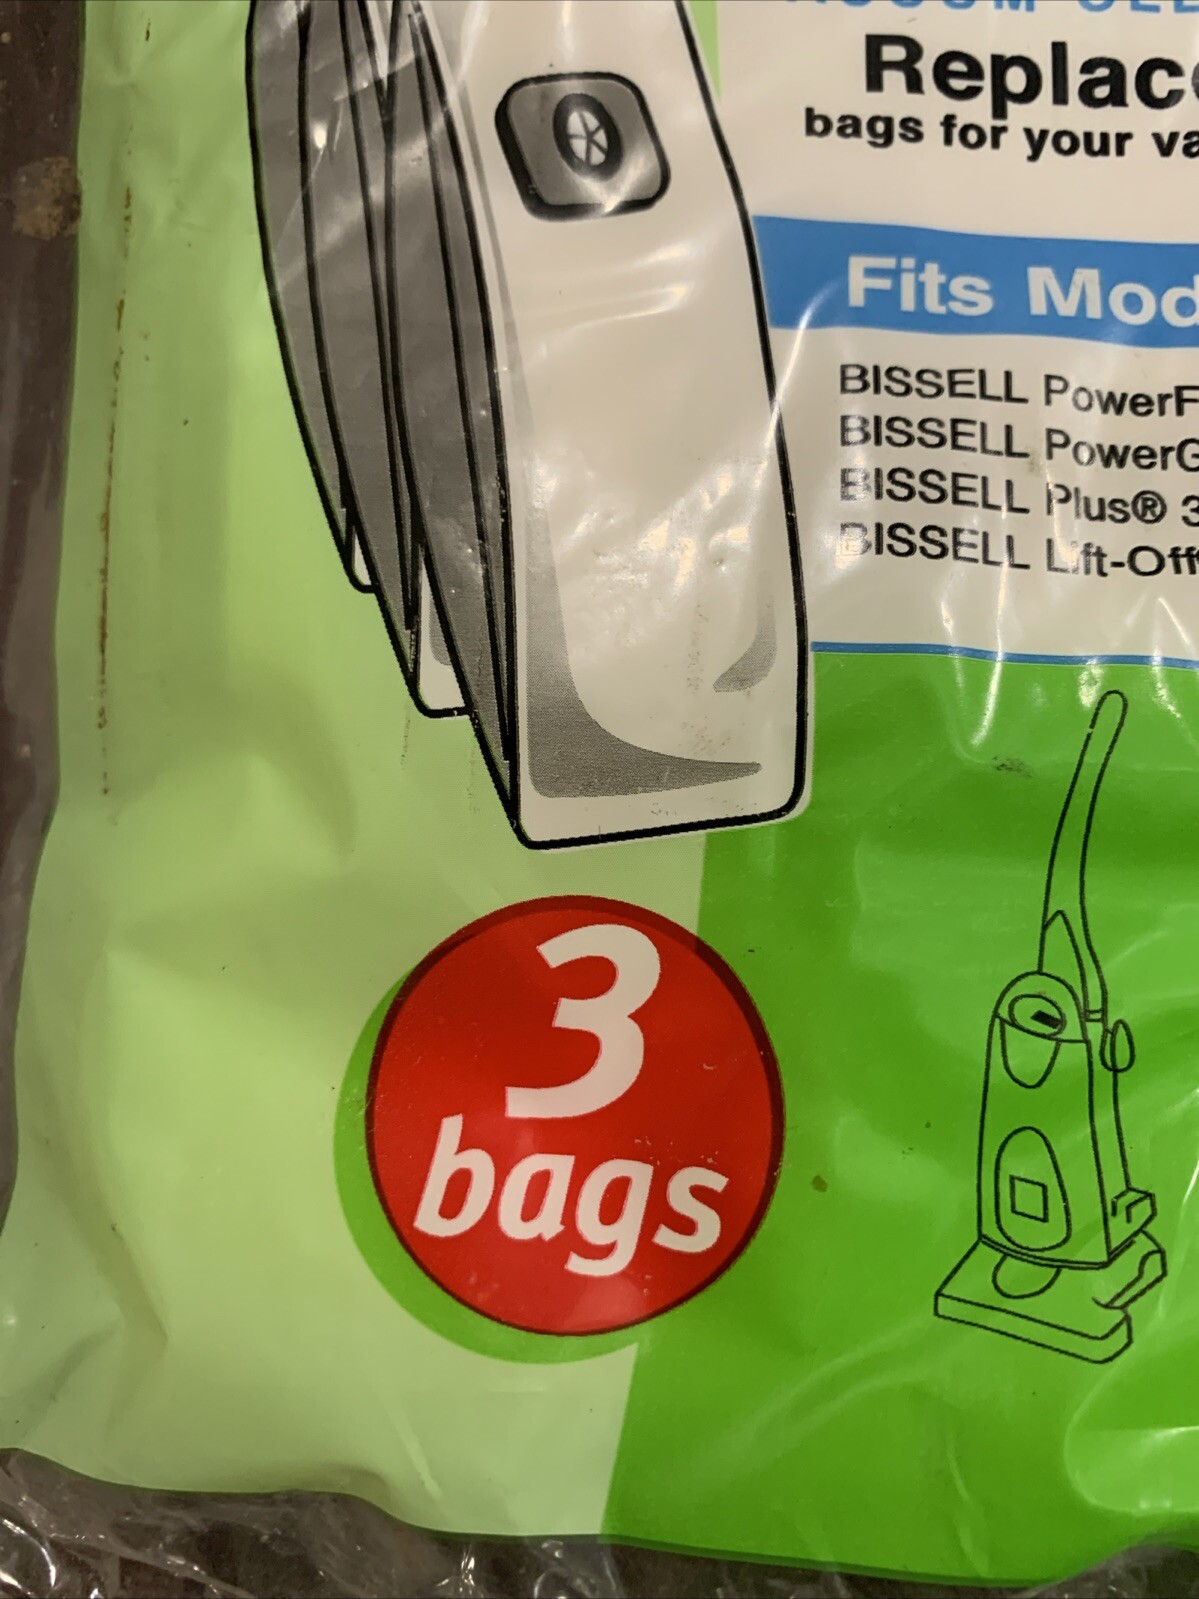 Replac
bags for your va
Fits Mod
BISSELL PowerF
BISSELL PowerG
BISSELL Plus® 3
BISSELL Lift-Off
3
bags